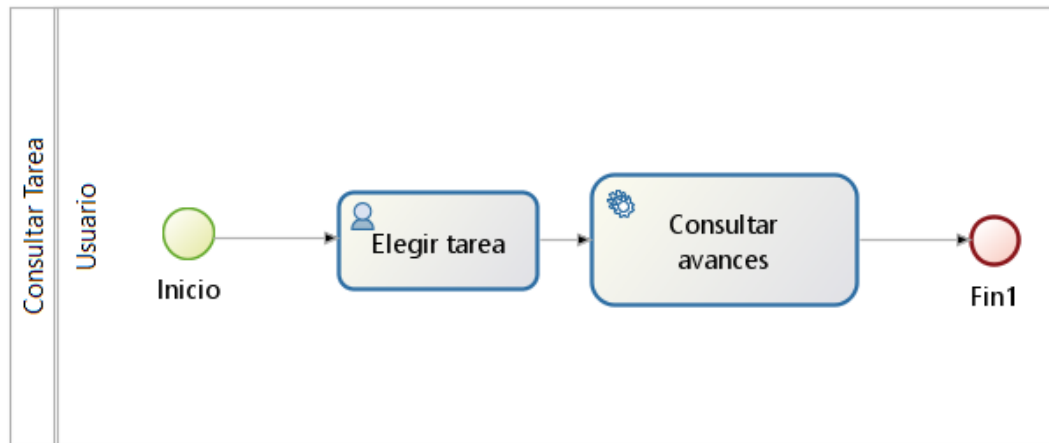 Consultar Tarea
Usuario
Inicio
Elegir tarea
Consultar
avances
Fin1